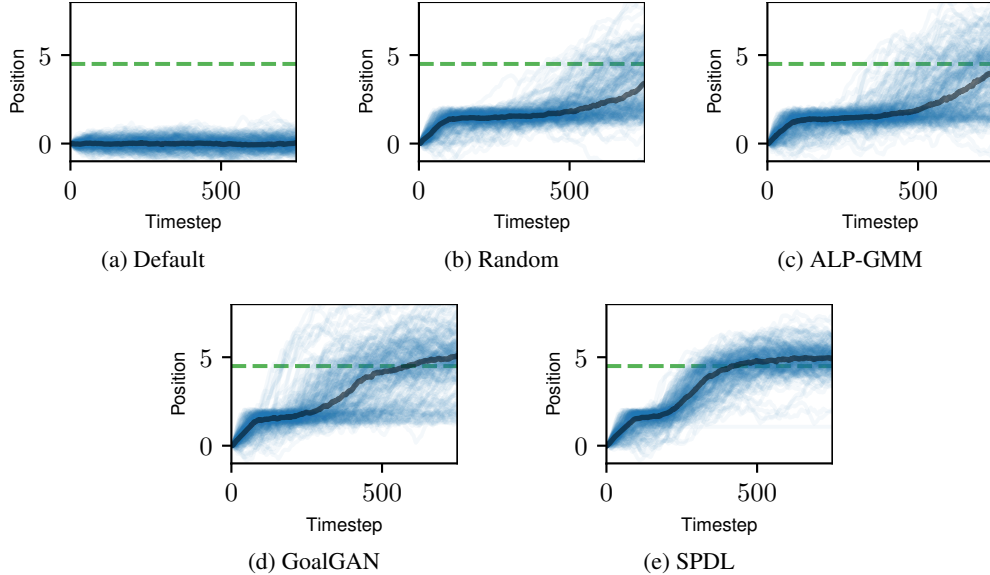 5
0
Position
0
500
Timestep
(a) Default
5
0
Position
0
500
Timestep
(b) Random
5
0
Position
0
500
Timestep
(c) ALP-GMM
5
0
Position
0
500
Timestep
(d) GoalGAN
5
0
Position
0
500
Timestep
(e) SPDL